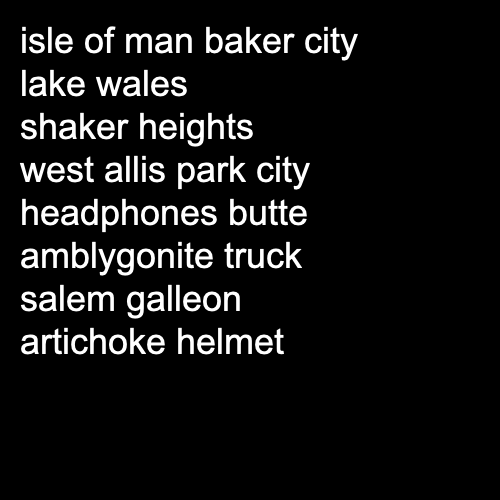 isle of man baker city
lake wales
shaker heights
west allis park city
headphones butte
amblygonite truck
salem galleon
artichoke helmet